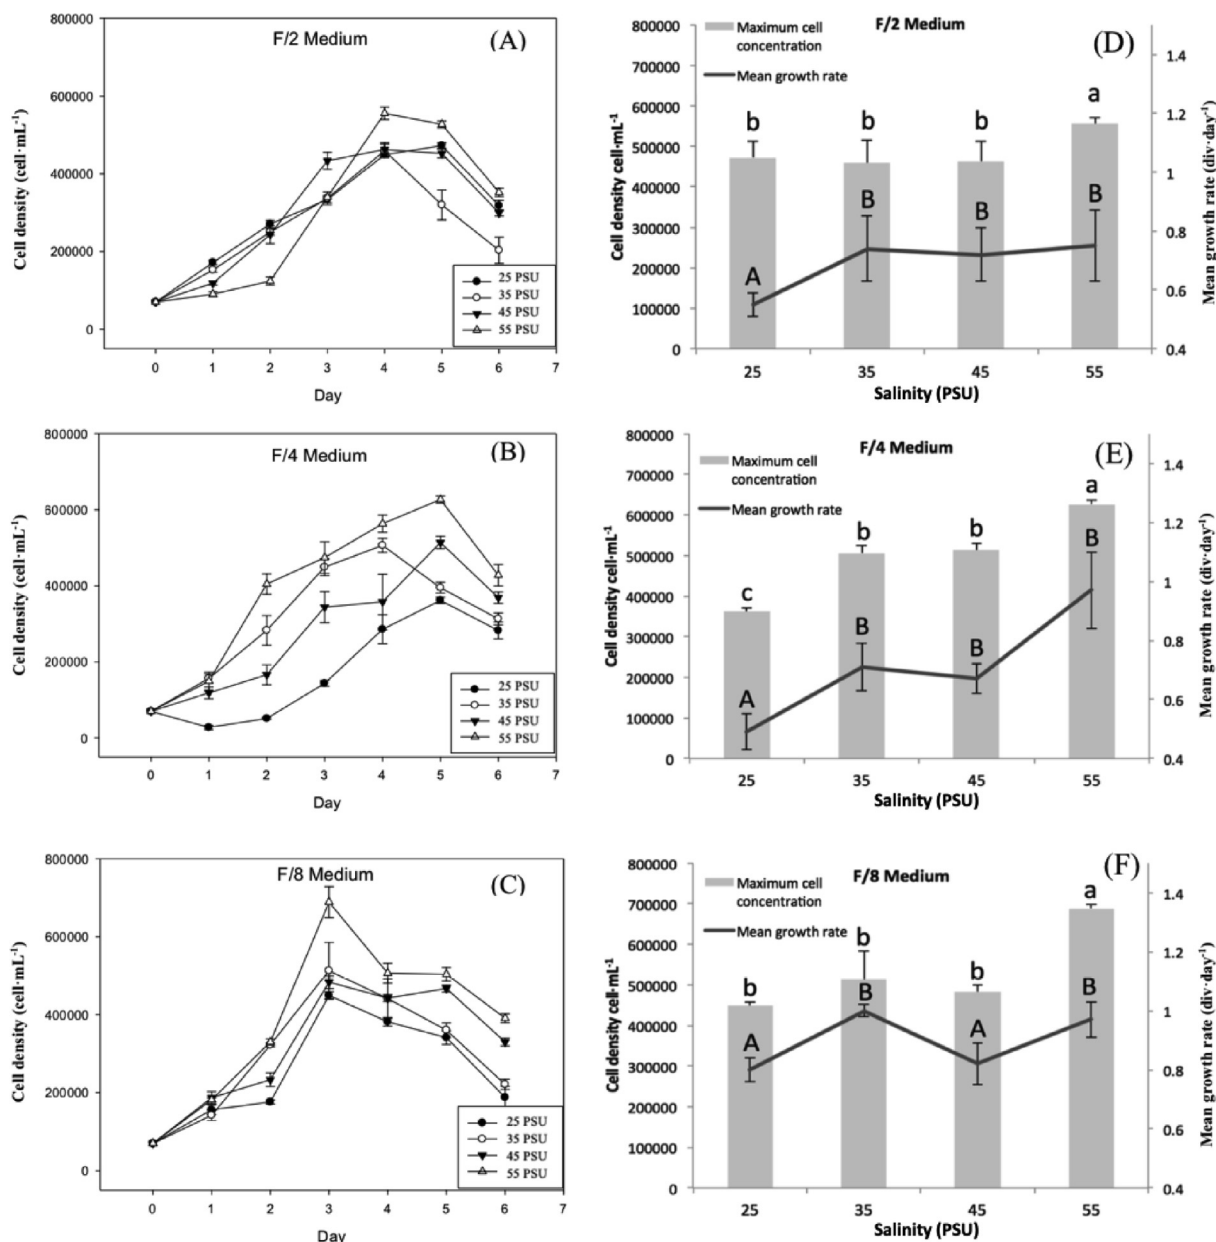 F/2 Medium
(A)
Cell density (cell·mL-1)
800000
600000
400000
200000
0
25 PSU
35 PSU
45 PSU
55 PSU
0 1 2 3 4 5 6 7
Day
F/2 Medium
(D)
Maximum cell
concentration
Mean growth rate
Cell density cell·mL-1
800000
700000
600000
500000
400000
300000
200000
100000
0
b b b a
A B B B
1.4
1.2
1
0.8
0.6
0.4
Mean growth rate (div·day-1)
25 35 45 55
Salinity (PSU)
F/4 Medium
(B)
Cell density (cell·mL-1)
800000
600000
400000
200000
0
25 PSU
35 PSU
45 PSU
55 PSU
0 1 2 3 4 5 6 7
Day
F/4 Medium
(E)
Maximum cell
concentration
Mean growth rate
Cell density cell·mL-1
800000
700000
600000
500000
400000
300000
200000
100000
0
c b b a
A B B B
1.4
1.2
1
0.8
0.6
0.4
Mean growth rate (div·day-1)
25 35 45 55
Salinity (PSU)
F/8 Medium
(C)
Cell density (cell·mL-1)
800000
600000
400000
200000
0
25 PSU
35 PSU
45 PSU
55 PSU
0 1 2 3 4 5 6 7
Day
F/8 Medium
(F)
Maximum cell
concentration
Mean growth rate
Cell density cell·mL-1
800000
700000
600000
500000
400000
300000
200000
100000
0
b b b a
A B A B
1.4
1.2
1
0.8
0.6
0.4
Mean growth rate (div·day-1)
25 35 45 55
Salinity (PSU)